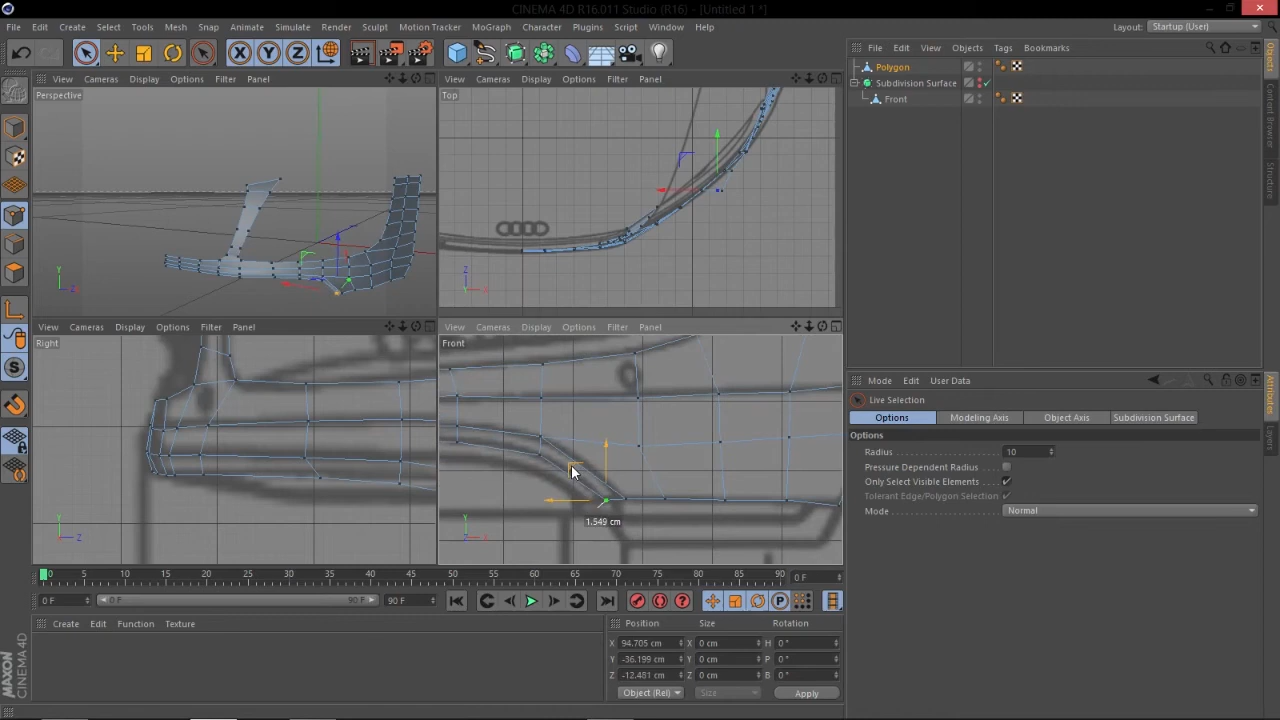 CINEMA 4D R16.011 Studio (R16) - [Untitled 1 *]
File Edit Create Select Tools Mesh Snap Animate Simulate Render Sculpt Motion Tracker MoGraph Character Plugins Script Window Help
Layout: Startup (User)
X Y Z
View Cameras Display Options Filter Panel
Perspective
Y
Z
View Cameras Display Options Filter Panel
Top
Z
X
View Cameras Display Options Filter Panel
Right
Y
Z
View Cameras Display Options Filter Panel
Front
1.549 cm
Y
X
File Edit View Objects Tags Bookmarks
Polygon
Subdivision Surface
Front
Objects
Content Browser
Structure
Mode Edit User Data
Live Selection
Options Modeling Axis Object Axis Subdivision Surface
Options
Radius 10
Pressure Dependent Radius
Only Select Visible Elements
Tolerant Edge/Polygon Selection
Mode Normal
Attributes
Layers
0 5 10 15 20 25 30 35 40 45 50 55 60 65 70 75 80 85 90 0 F
0 F 0 F 90 F 90 F
P
Create Edit Function Texture
Position Size Rotation
X 94.705 cm X 0 cm H 0 °
Y -36.199 cm Y 0 cm P 0 °
Z -12.481 cm Z 0 cm B 0 °
Object (Rel) Size Apply
MAXON
CINEMA 4D